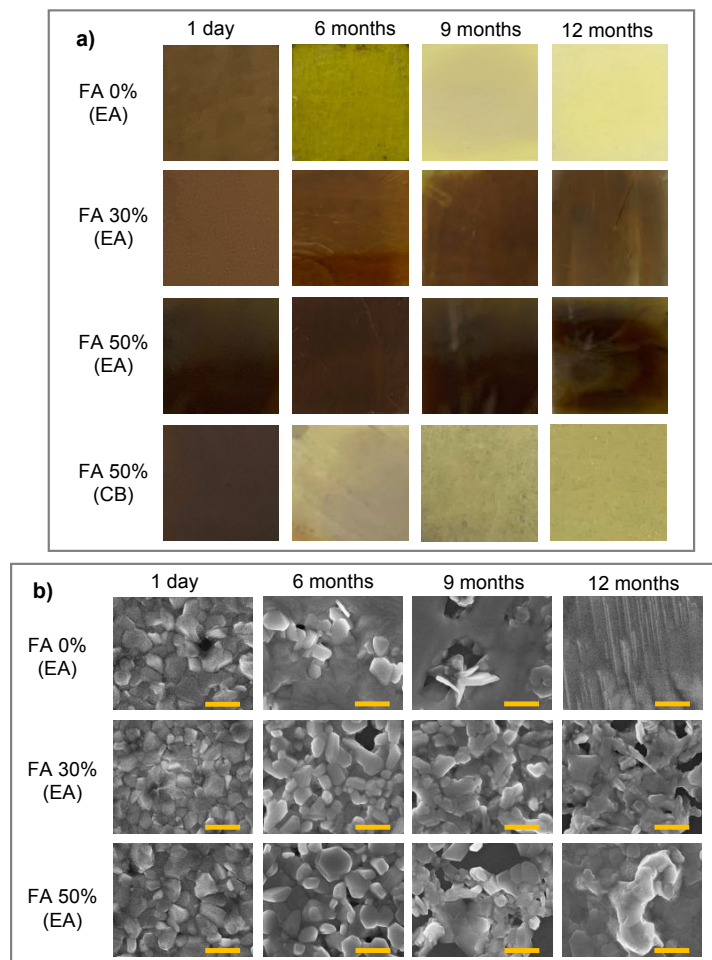 a)
1 day 6 months 9 months 12 months
FA 0%
(EA)
FA 30%
(EA)
FA 50%
(EA)
FA 50%
(CB)
b)
1 day 6 months 9 months 12 months
FA 0%
(EA)
FA 30%
(EA)
FA 50%
(EA)